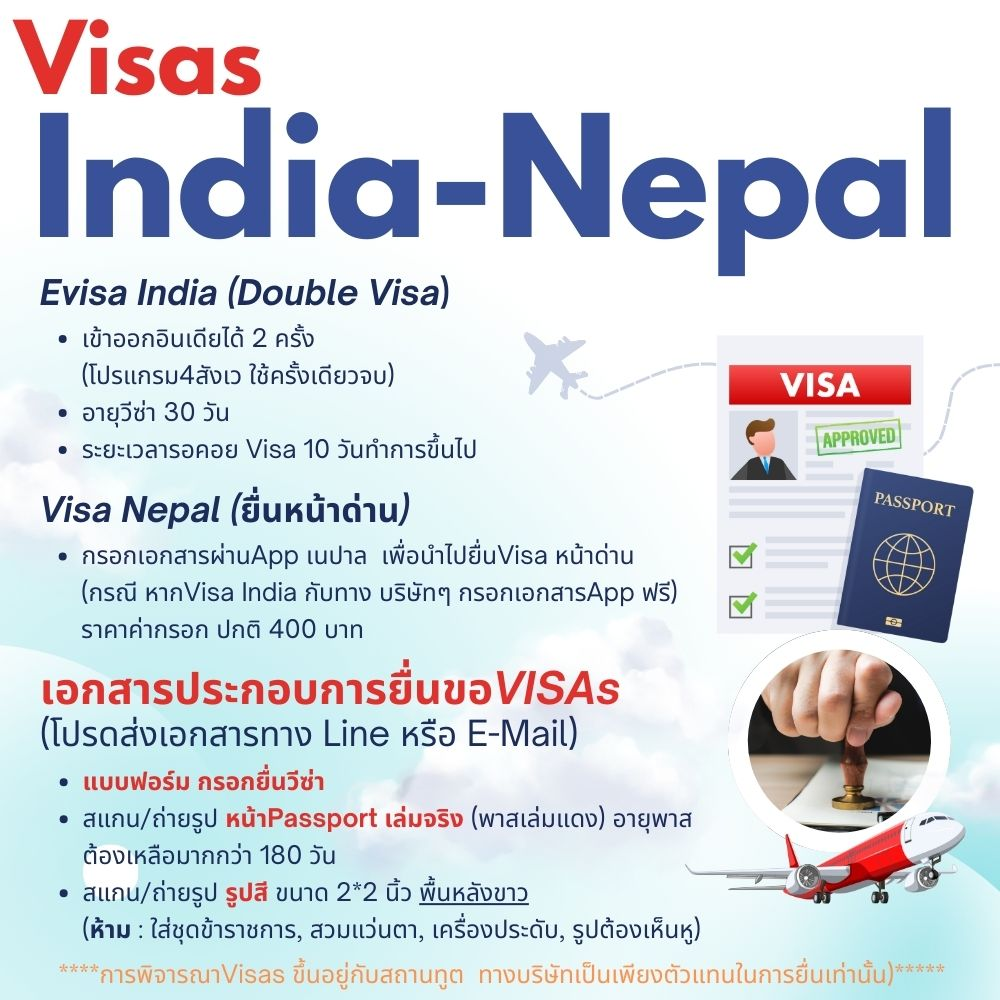 Visas
India-Nepal
Evisa India (Double Visa)
• เข้าออกอินเดียได้ 2 ครั้ง
(โปรแกรม4สังเว ใช้ครั้งเดียวจบ)
• อายุวีซ่า 30 วัน
• ระยะเวลารอคอย Visa 10 วันทำการขึ้นไป
Visa Nepal (ยื่นหน้าด่าน)
• กรอกเอกสารผ่านApp เนปาล เพื่อนำไปยื่นVisa หน้าด่าน
(กรณี หากVisa India กับทาง บริษัทๆ กรอกเอกสารApp ฟรี)
ราคาค่ากรอก ปกติ 400 บาท
เอกสารประกอบการยื่นขอVISAs
(โปรดส่งเอกสารทาง Line หรือ E-Mail)
• แบบฟอร์ม กรอกยื่นวีซ่า
• สแกน/ถ่ายรูป หน้าPassport เล่มจริง (พาสเล่มแดง) อายุพาส
ต้องเหลือมากกว่า 180 วัน
• สแกน/ถ่ายรูป รูปสี ขนาด 2*2 นิ้ว พื้นหลังขาว
(ห้าม : ใส่ชุดข้าราชการ, สวมแว่นตา, เครื่องประดับ, รูปต้องเห็นหู)
****การพิจารณาVisas ขึ้นอยู่กับสถานทูต ทางบริษัทเป็นเพียงตัวแทนในการยื่นเท่านั้น)*****
VISA
APPROVED
PASSPORT